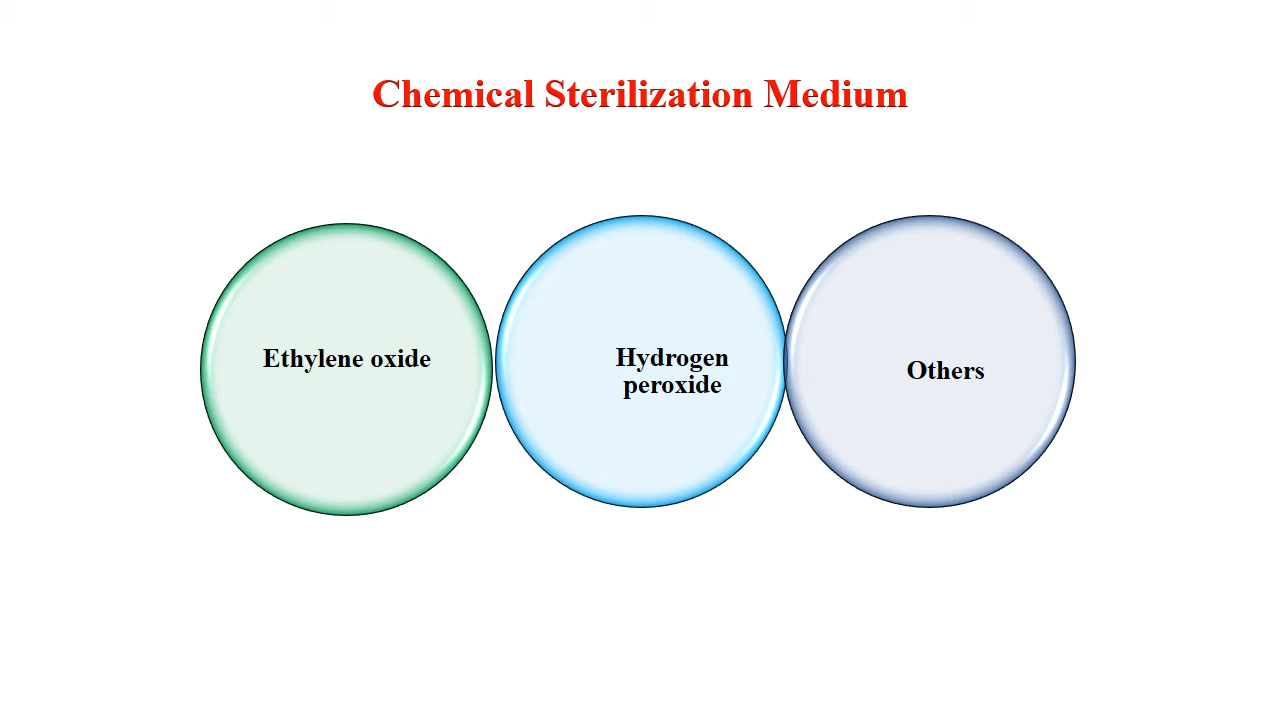 Chemical Sterilization Medium
Ethylene oxide
Hydrogen
peroxide
Others